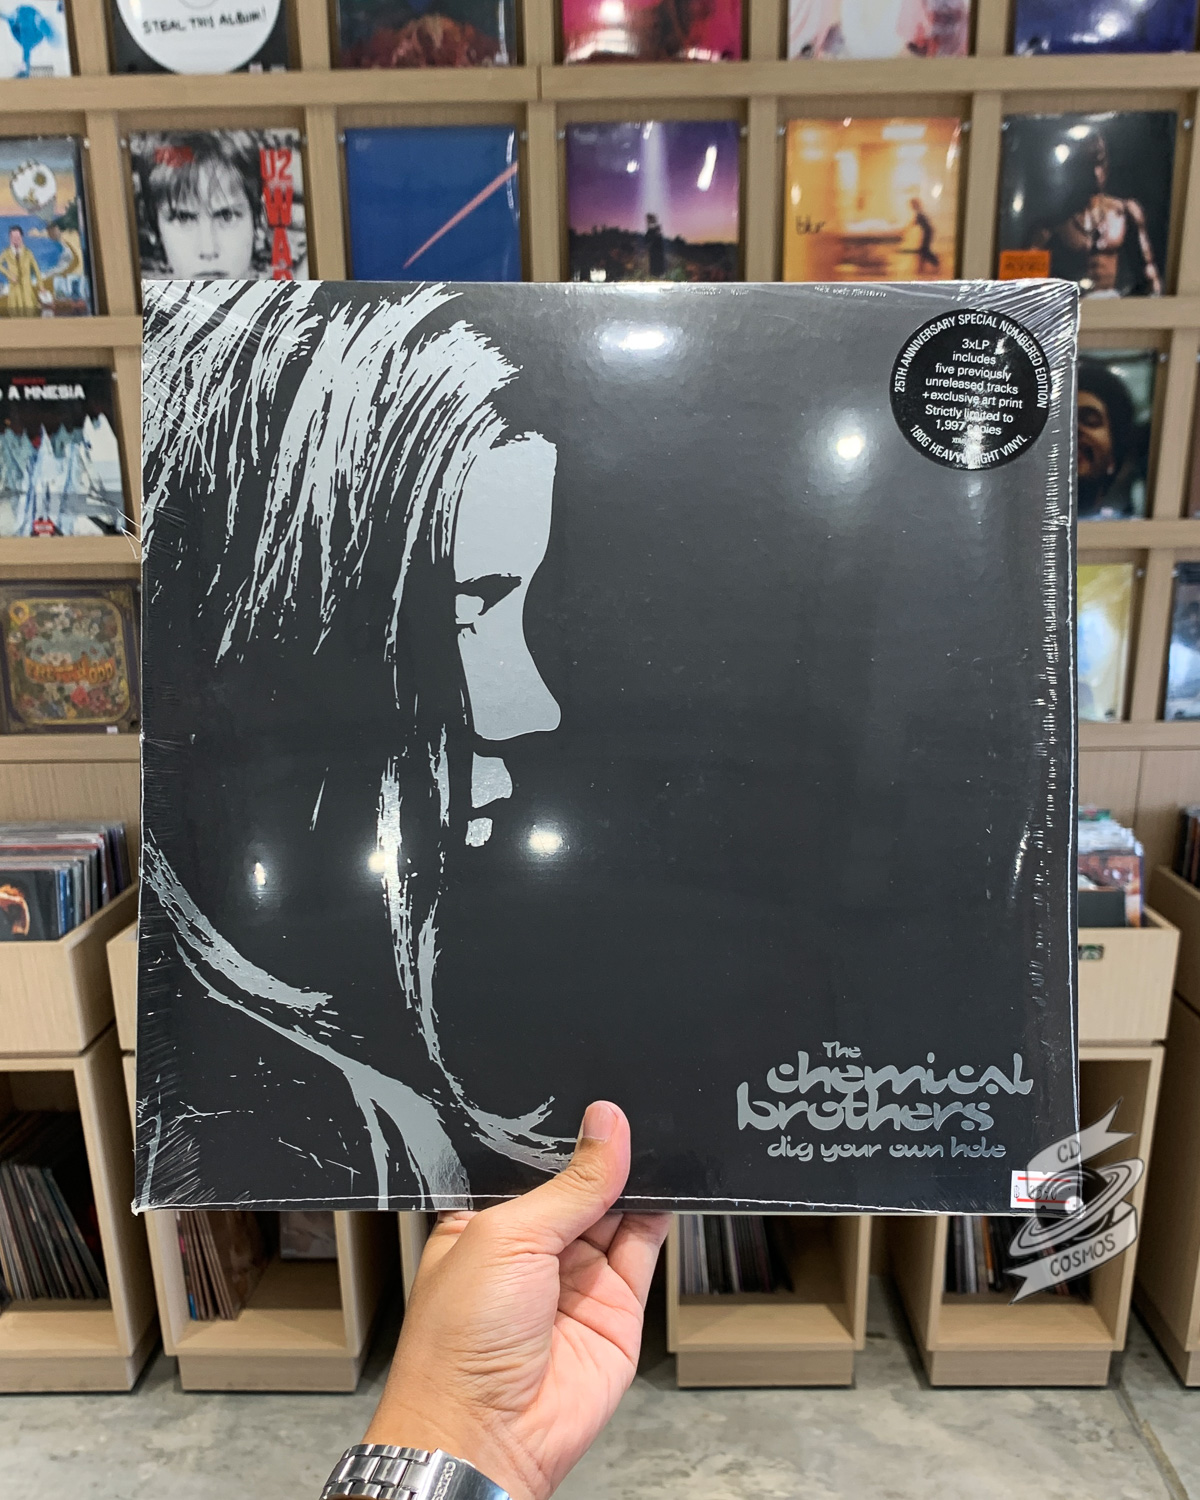 STEAL THIS ALBUM!
U2
WAR
blur
A MNESIA
25TH ANNIVERSARY SPECIAL NUMBERED EDITION
3xLP
includes
five previously
unreleased tracks
+exclusive art print
Strictly limited to
1,997 copies
180G HEAVYWEIGHT VINYL
The
chemical
brothers
dig your own hole
CD
COSMOS